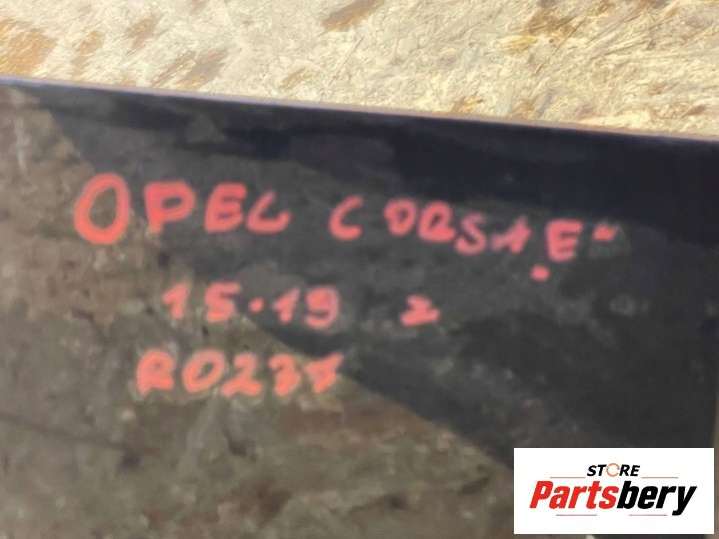 OPEL CORSA "E"
15-19 г
R0237
STORE
Partsbery